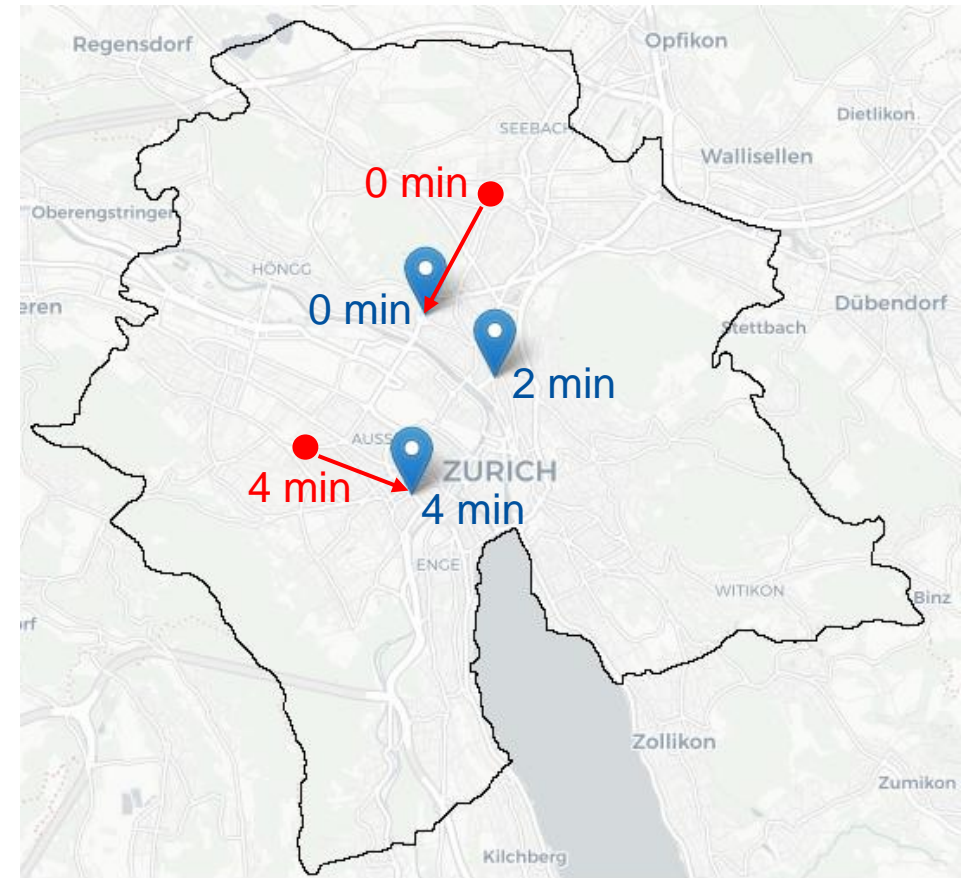 Regensdorf
Opfikon
Dietlikon
SEEBACH
Wallisellen
0 min
Oberengstringen
HÖNGG
eren
0 min
Dübendorf
Stettbach
2 min
AUSS
ZURICH
4 min
4 min
ENGE
WITIKON
Binz
rf
Zollikon
Zumikon
Kilchberg